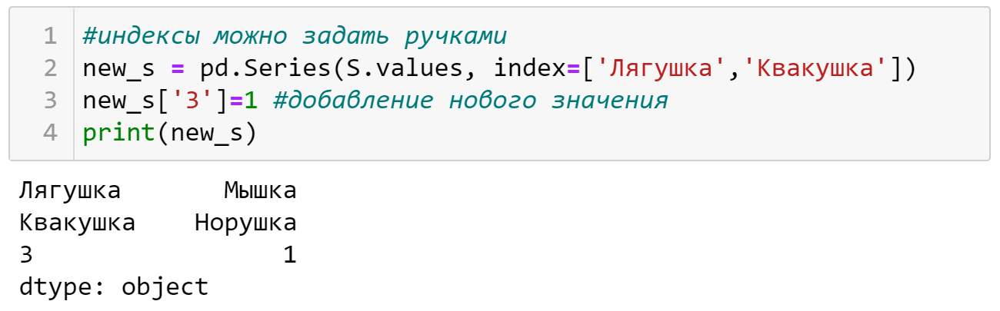 1 #индексы можно задать ручками
2 new_s = pd.Series(S.values, index=['Лягушка','Квакушка'])
3 new_s['3']=1 #добавление нового значения
4 print(new_s)
Лягушка       Мышка
Квакушка    Норушка
3                 1
dtype: object